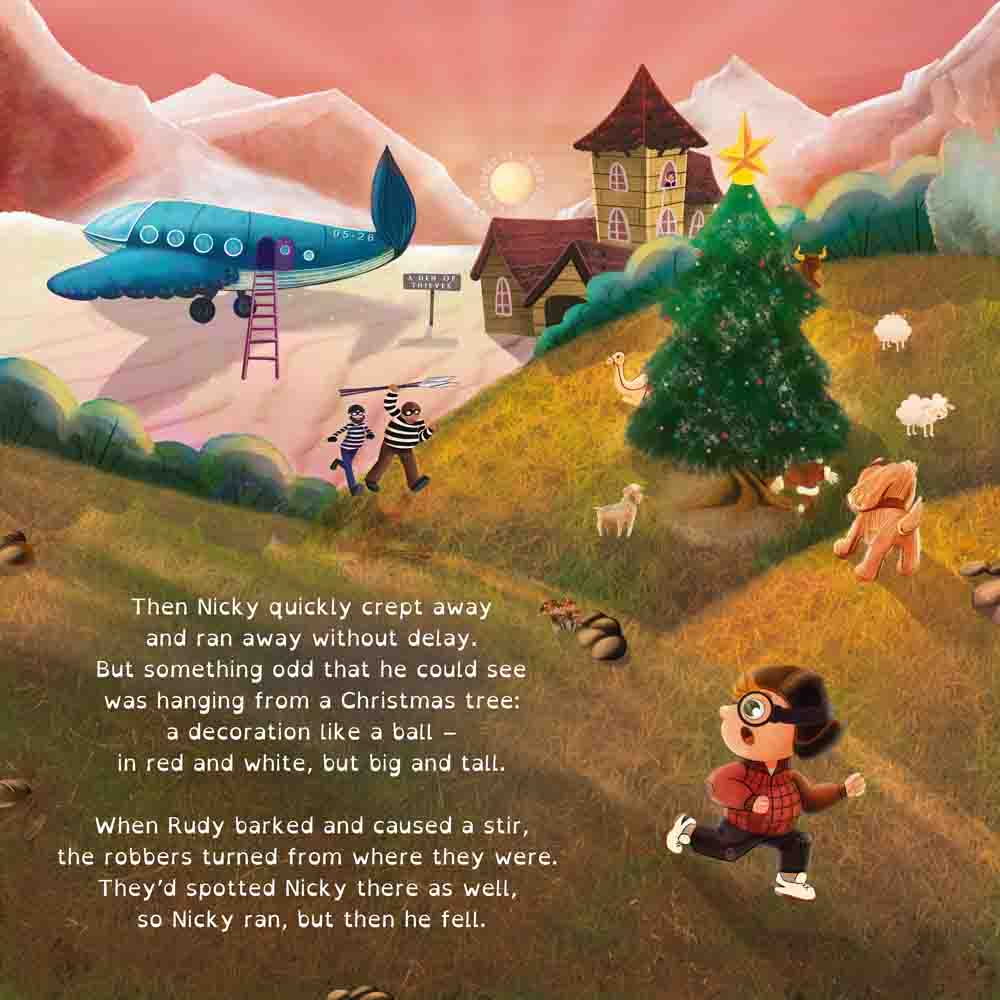 05-26
A DEN OF
THIEVES
Then Nicky quickly crept away
and ran away without delay.
But something odd that he could see
was hanging from a Christmas tree:
a decoration like a ball –
in red and white, but big and tall.
When Rudy barked and caused a stir,
the robbers turned from where they were.
They'd spotted Nicky there as well,
so Nicky ran, but then he fell.